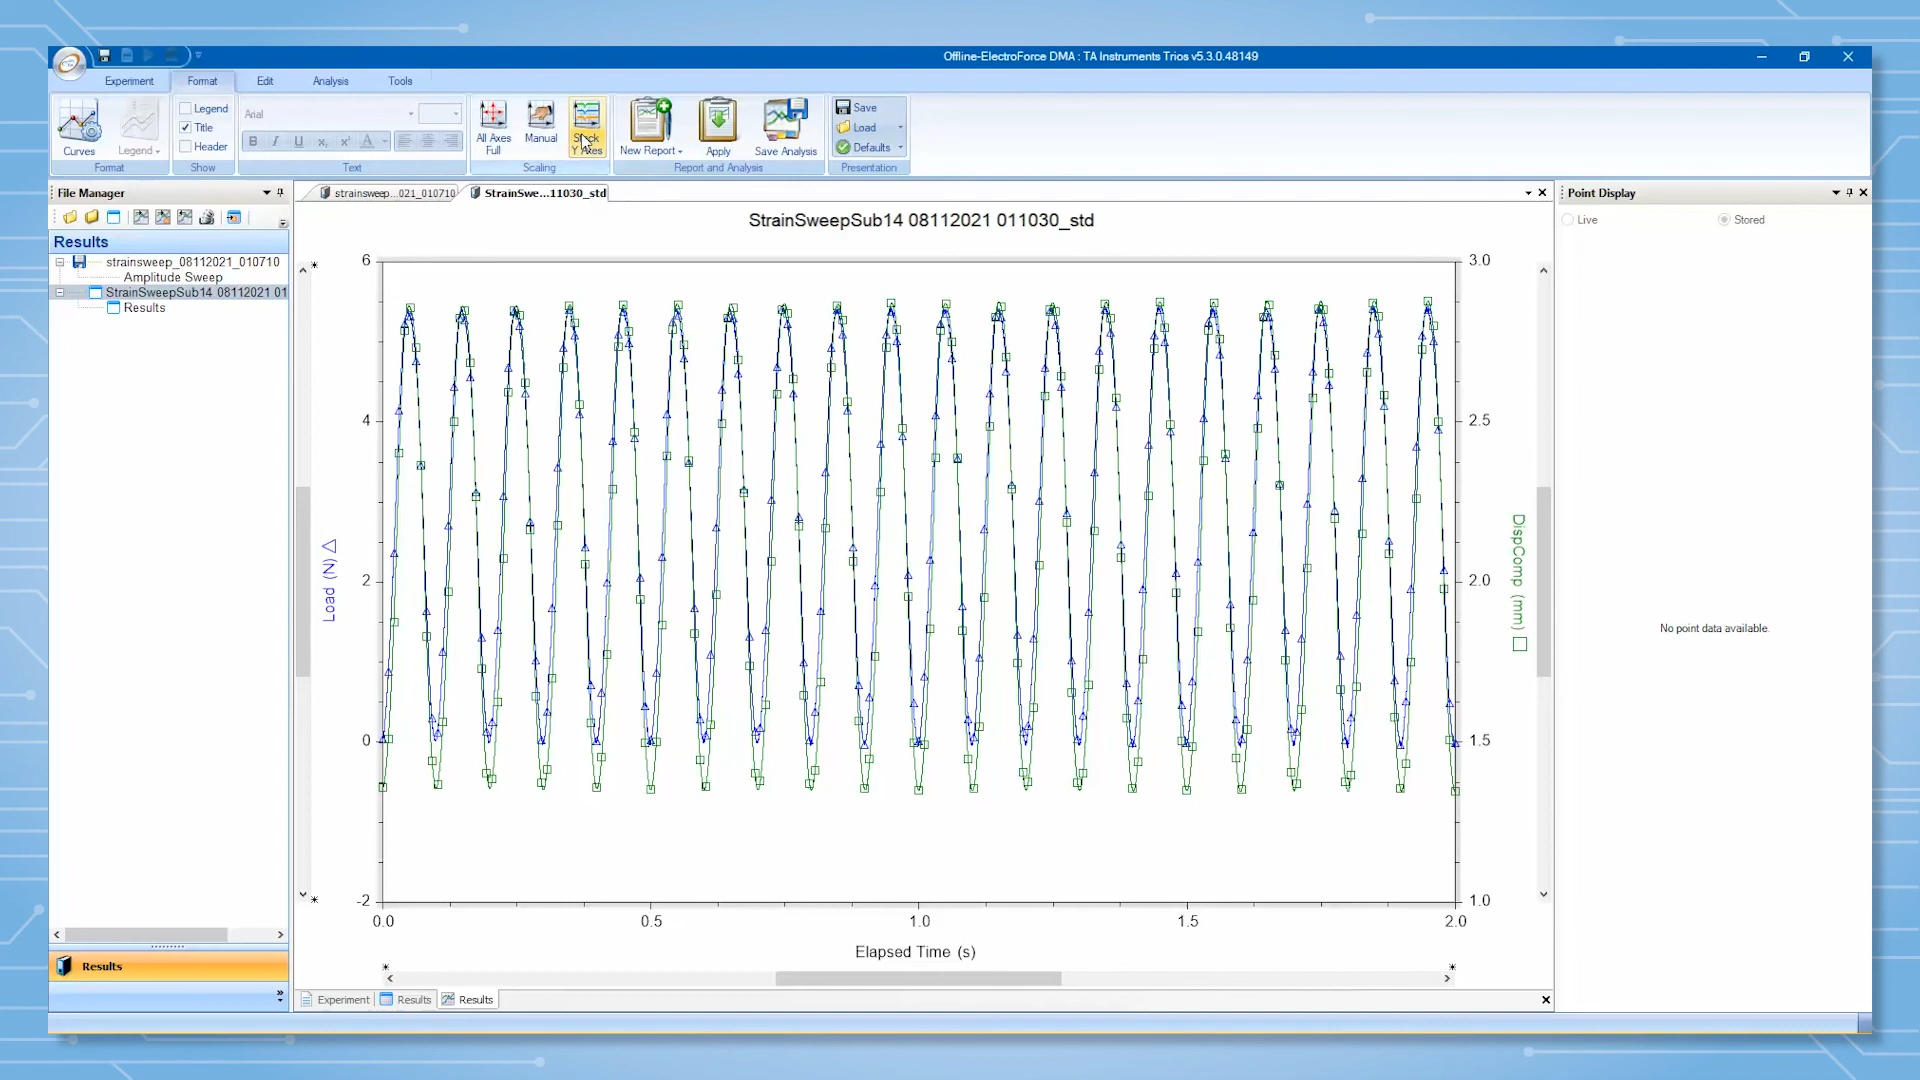 Offline-ElectroForce DMA : TA Instruments Trios v5.3.0.48149
Experiment
Format
Edit
Analysis
Tools
Curves
Legend
Format
Legend
Title
Header
Show
Arial
B I U x₂ x² A
Text
All Axes
Full
Manual
Stack
Y Axes
Scaling
New Report
Apply
Save Analysis
Report and Analysis
Save
Load
Defaults
Presentation
File Manager
Results
strainsweep_08112021_010710
Amplitude Sweep
StrainSweepSub14 08112021 01
Results
Results
strainsweep...021_010710
StrainSwe...11030_std
StrainSweepSub14 08112021 011030_std
6
4
2
0
-2
Load (N)
3.0
2.5
2.0
1.5
1.0
DispComp (mm)
0.0
0.5
1.0
1.5
2.0
Elapsed Time (s)
Experiment
Results
Results
Point Display
Live
Stored
No point data available.